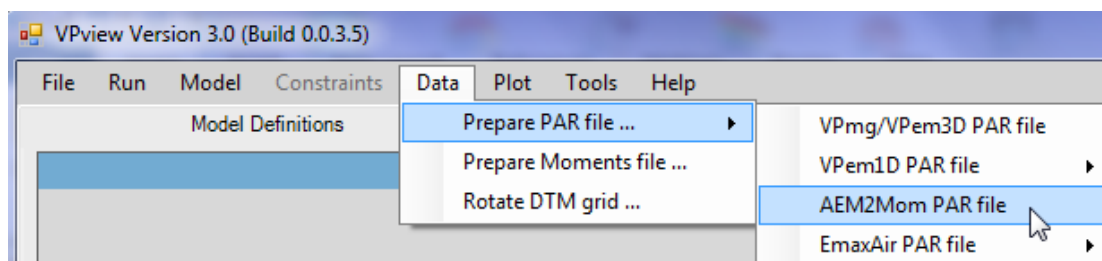 VPview Version 3.0 (Build 0.0.3.5)
File Run Model Constraints Data Plot Tools Help
Model Definitions
Prepare PAR file ...
Prepare Moments file ...
Rotate DTM grid ...
VPmg/VPem3D PAR file
VPem1D PAR file
AEM2Mom PAR file
EmaxAir PAR file